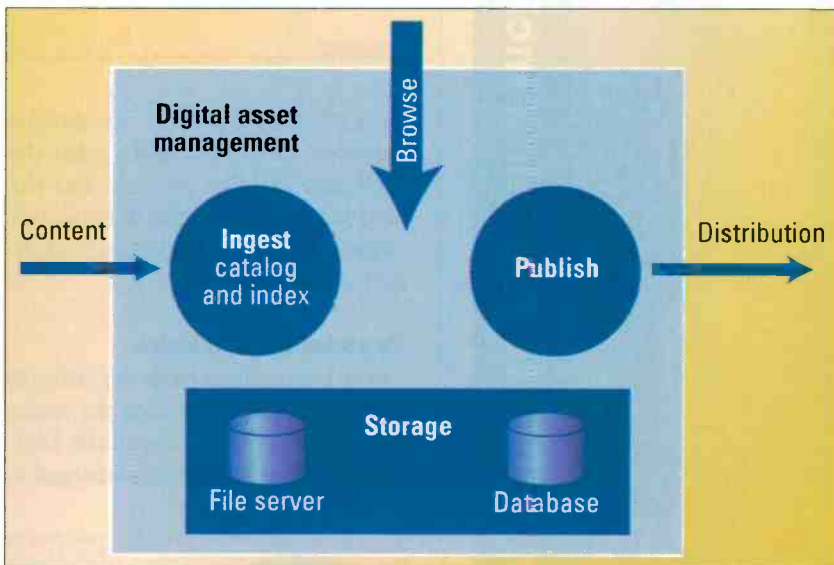 Digital asset
management
Browse
Content
Ingest
catalog
and index
Publish
Distribution
Storage
File server
Database